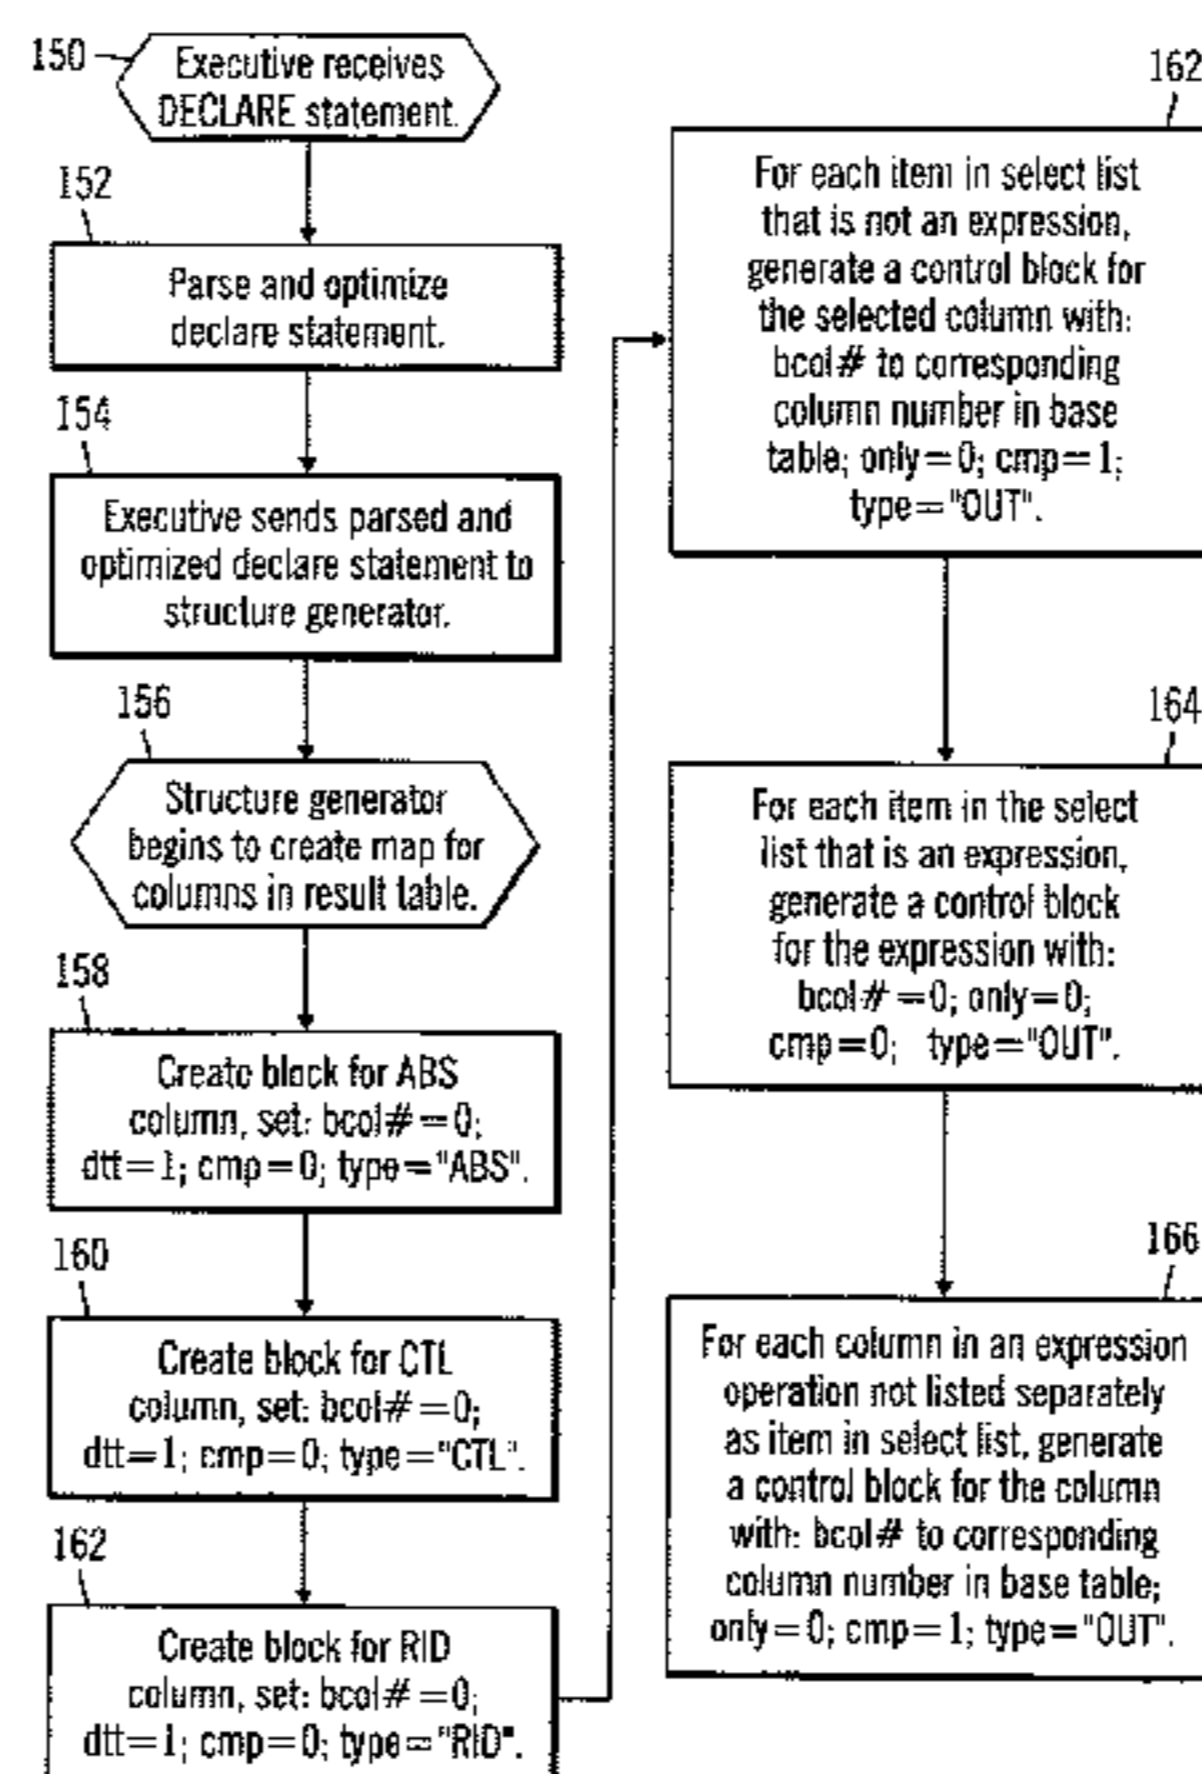 150
Executive receives
DECLARE statement.
152
Parse and optimize
declare statement.
154
Executive sends parsed and
optimized declare statement to
structure generator.
156
Structure generator
begins to create map for
columns in result table.
158
Create block for ABS
column, set: bcol#=0;
dtt=1; cmp=0; type="ABS".
160
Create block for CTL
column, set: bcol#=0;
dtt=1; cmp=0; type="CTL".
162
Create block for RID
column, set: bcol#=0;
dtt=1; cmp=0; type="RID".
162
For each item in select list
that is not an expression,
generate a control block for
the selected column with:
bcol# to corresponding
column number in base
table; only=0; cmp=1;
type="OUT".
164
For each item in the select
list that is an expression,
generate a control block
for the expression with:
bcol#=0; only=0;
cmp=0; type="OUT".
166
For each column in an expression
operation not listed separately
as item in select list, generate
a control block for the column
with: bcol# to corresponding
column number in base table;
only=0; cmp=1; type="OUT".